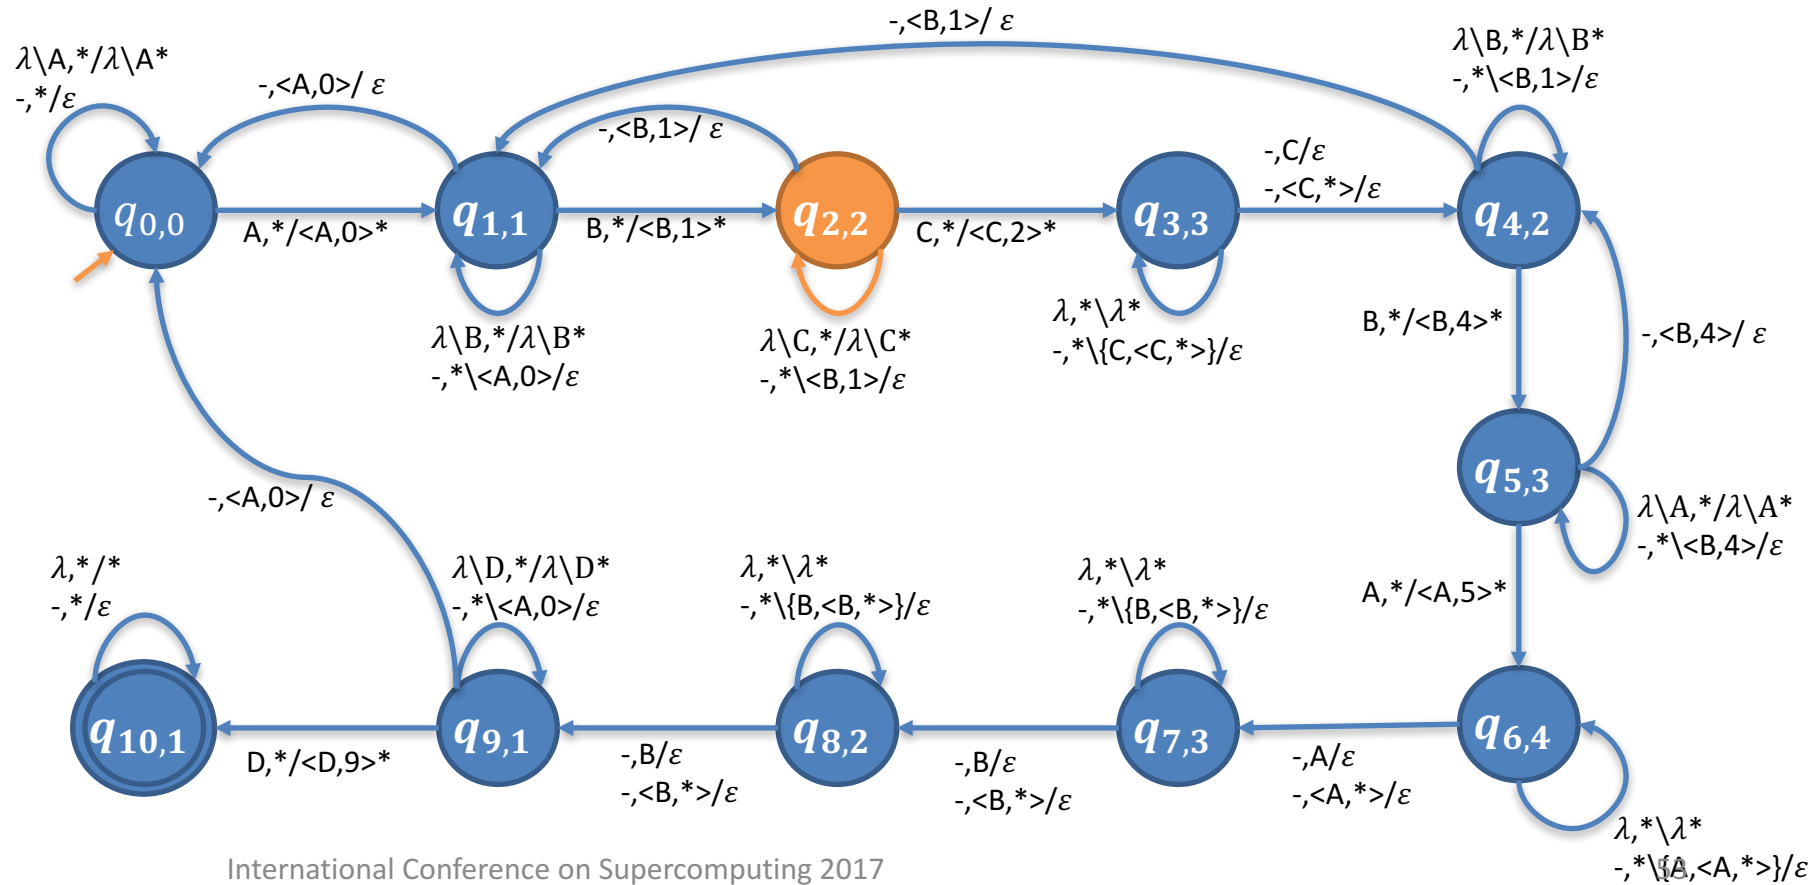 -,<B,1>/ ε
λ\A,*/λ\A*
-,*/ε
-,<A,0>/ ε
-,<B,1>/ ε
λ\B,*/λ\B*
-,*\<B,1>/ε
-,C/ε
-,<C,*>/ε
q0,0
A,*/<A,0>*
q1,1
B,*/<B,1>*
q2,2
C,*/<C,2>*
q3,3
q4,2
λ\B,*/λ\B*
-,*\<A,0>/ε
λ\C,*/λ\C*
-,*\<B,1>/ε
λ,*\λ*
-,*\{C,<C,*>}/ε
B,*/<B,4>*
-,<B,4>/ ε
q5,3
-,<A,0>/ ε
λ\A,*/λ\A*
-,*\<B,4>/ε
A,*/<A,5>*
λ,*/*
-,*/ε
λ\D,*/λ\D*
-,*\<A,0>/ε
λ,*\λ*
-,*\{B,<B,*>}/ε
λ,*\λ*
-,*\{B,<B,*>}/ε
q10,1
D,*/<D,9>*
q9,1
-,B/ε
-,<B,*>/ε
q8,2
-,B/ε
-,<B,*>/ε
q7,3
-,A/ε
-,<A,*>/ε
q6,4
λ,*\λ*
-,*\{A,<A,*>}/ε
International Conference on Supercomputing 2017
53